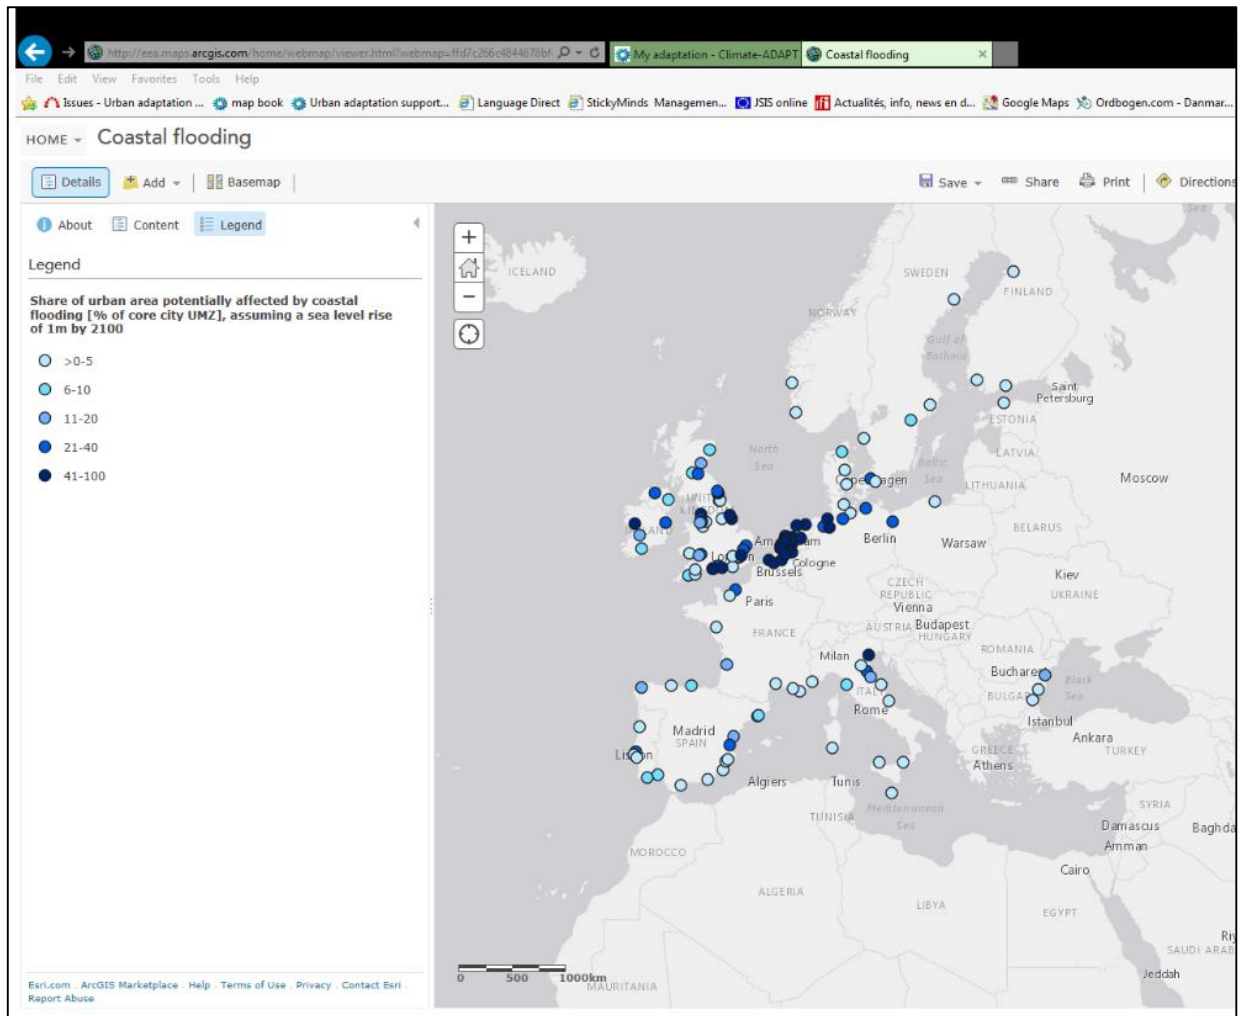 http://eea.maps.arcgis.com/home/webmap/viewer.html?webmap=ffd7c266c4844678bf
My adaptation - Climate-ADAPT
Coastal flooding
File Edit View Favorites Tools Help
Issues - Urban adaptation ... map book Urban adaptation support... Language Direct StickyMinds Managemen... JSIS online Actualités, info, news en d... Google Maps Ordbogen.com - Danmar...
HOME Coastal flooding
Details Add Basemap Save Share Print Directions
About Content Legend
Legend
Share of urban area potentially affected by coastal
flooding [% of core city UMZ], assuming a sea level rise
of 1m by 2100
>0-5
6-10
11-20
21-40
41-100
Esri.com . ArcGIS Marketplace . Help . Terms of Use . Privacy . Contact Esri .
Report Abuse
Sea
ICELAND
SWEDEN
FINLAND
NORWAY
Gulf of
Bothnia
Saint
Petersburg
ESTONIA
North
Sea
LATVIA
Baltic
Sea
LITHUANIA
Moscow
UNITED
BELARUS
Berlin
Warsaw
Cologne
Brussels
Kiev
UKRAINE
CZECH
REPUBLIC
Vienna
Paris
AUSTRIA
Budapest
HUNGARY
FRANCE
ROMANIA
Milan
Bucharest
Black
Sea
Rome
Istanbul
Madrid
SPAIN
Ankara
TURKEY
GREECE
Athens
Algiers
Tunis
Mediterranean
Sea
TUNISIA
SYRIA
Damascus
Baghda
Amman
MOROCCO
Cairo
ALGERIA
LIBYA
EGYPT
Riy
SAUDI ARAB
Jeddah
0 500 1000km
MAURITANIA